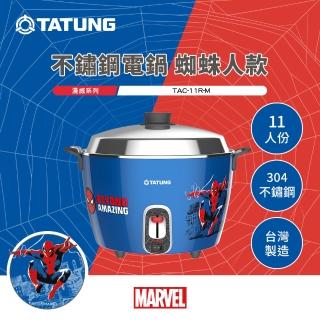 TATUNG
不鏽鋼電鍋 蜘蛛人款
漫威系列
TAC-11R-M
11
人份
304
不鏽鋼
台灣
製造
TATUNG
AMAZING
MARVEL